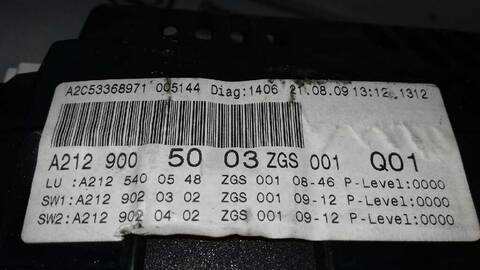 A2C53368971 005144 Diag:1406 21.08.09 13:12 1312
A212 900 50 03 ZGS 001 Q01
LU :A212 540 05 48 ZGS 001 08-46 P-Level:0000
SW1:A212 902 03 02 ZGS 001 09-12 P-Level:0000
SW2:A212 902 04 02 ZGS 001 09-12 P-Level:0000